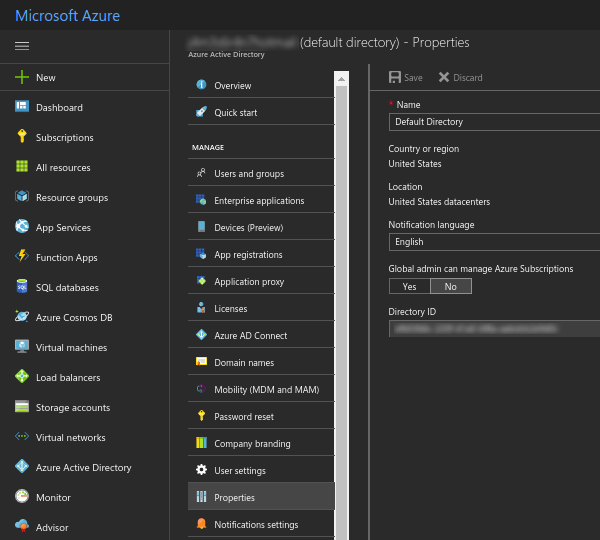 Microsoft Azure
(default directory) - Properties
Azure Active Directory
New
Dashboard
Subscriptions
All resources
Resource groups
App Services
Function Apps
SQL databases
Azure Cosmos DB
Virtual machines
Load balancers
Storage accounts
Virtual networks
Azure Active Directory
Monitor
Advisor
Overview
Quick start
MANAGE
Users and groups
Enterprise applications
Devices (Preview)
App registrations
Application proxy
Licenses
Azure AD Connect
Domain names
Mobility (MDM and MAM)
Password reset
Company branding
User settings
Properties
Notifications settings
Save Discard
* Name
Default Directory
Country or region
United States
Location
United States datacenters
Notification language
English
Global admin can manage Azure Subscriptions
Yes No
Directory ID